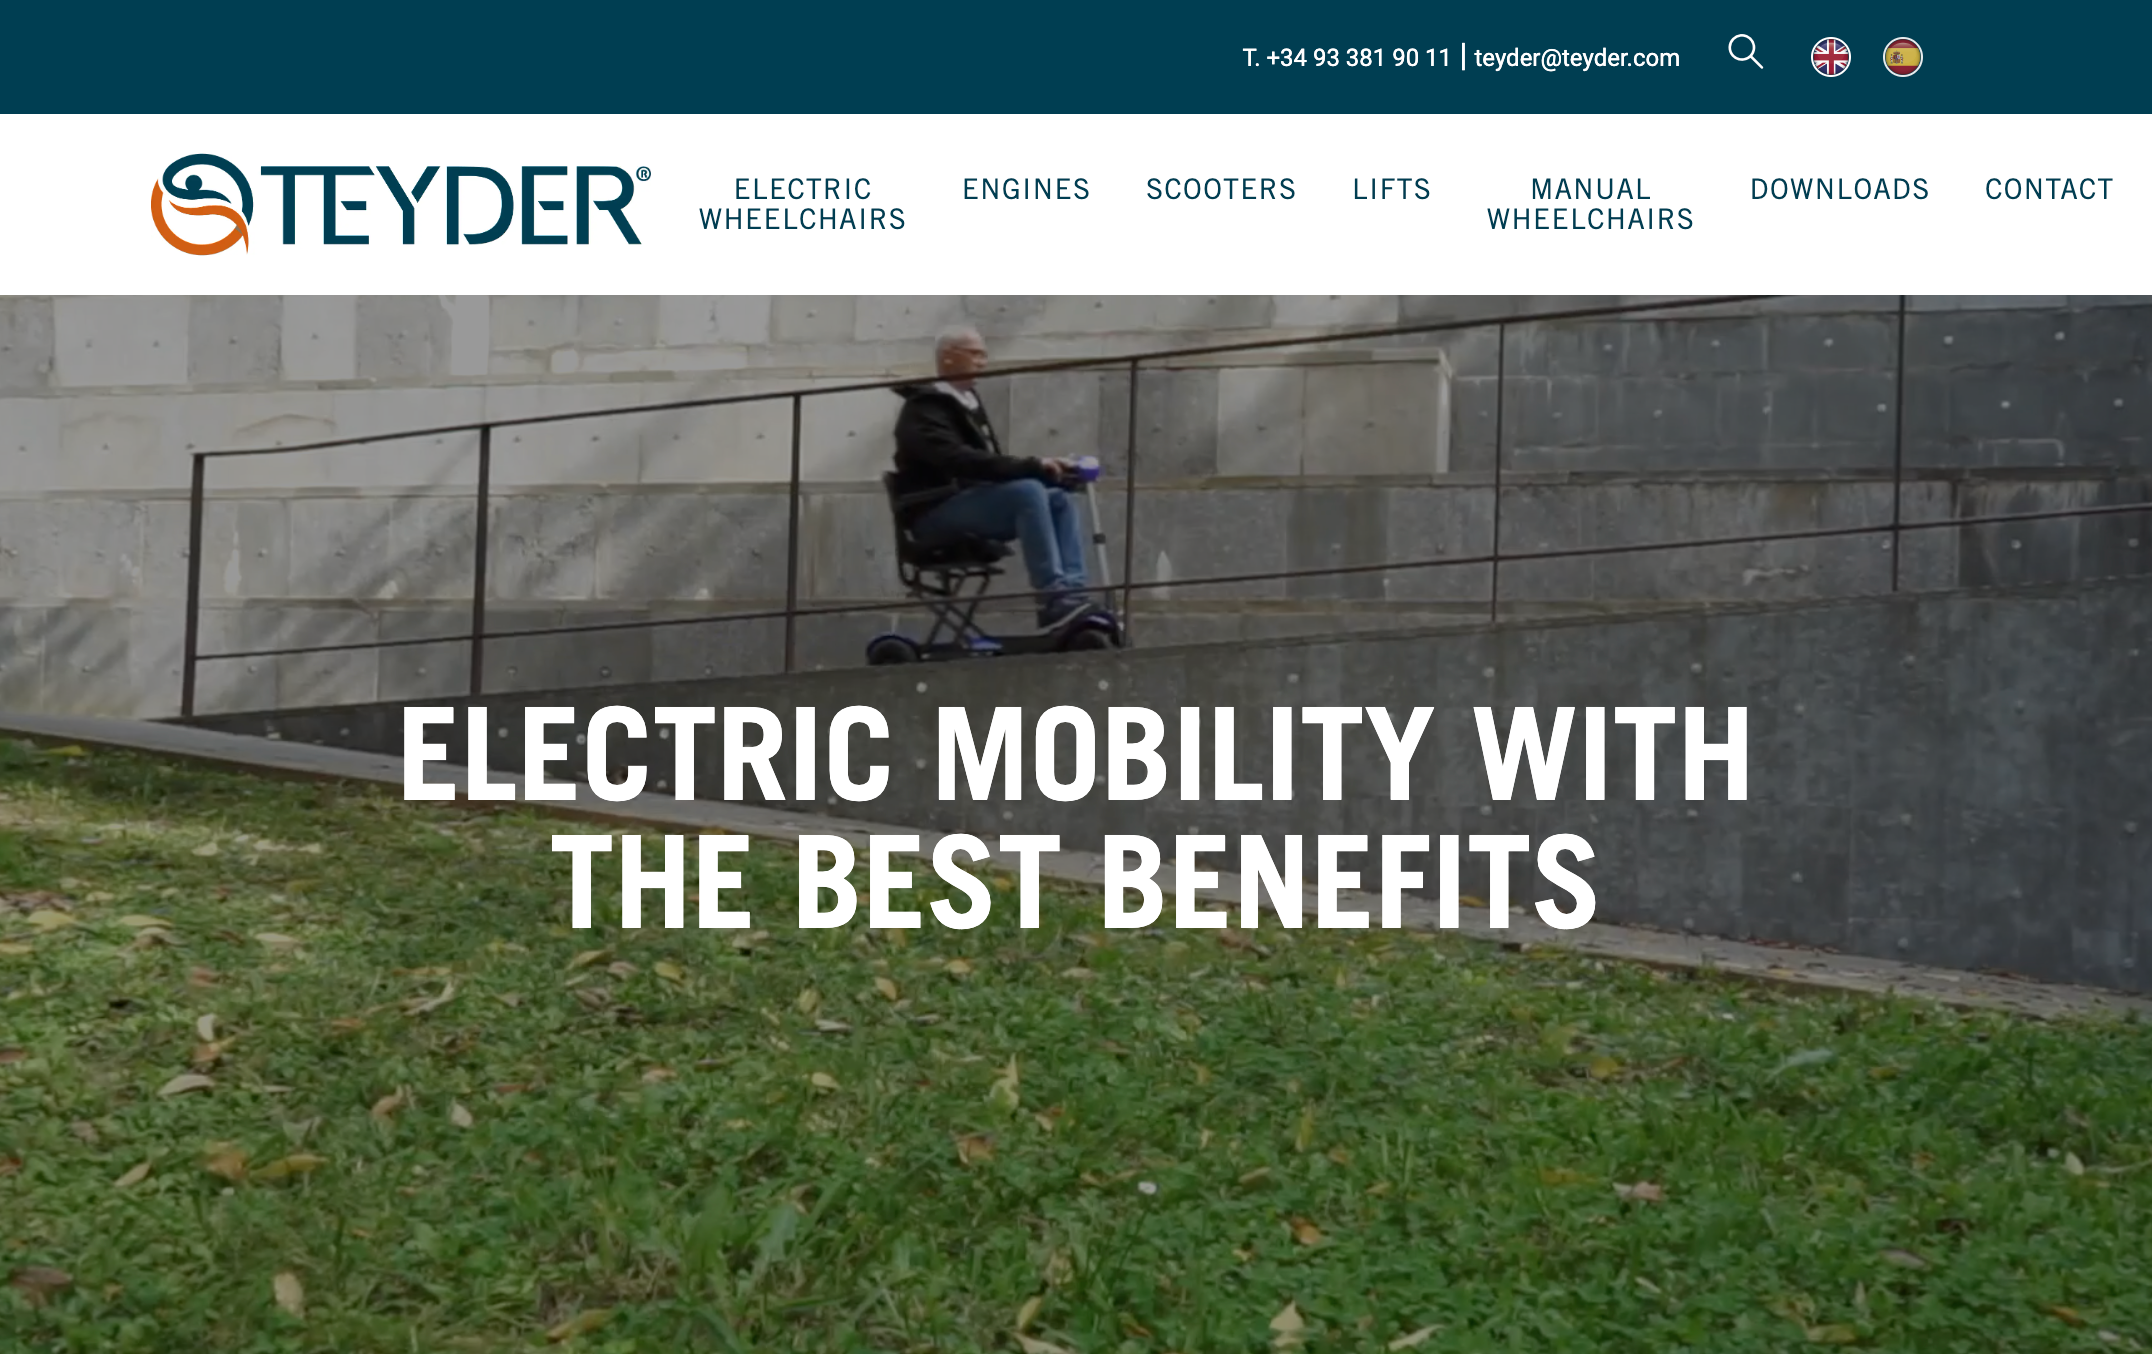 T. +34 93 381 90 11 | teyder@teyder.com
TEYDER®
ELECTRIC
WHEELCHAIRS
ENGINES
SCOOTERS
LIFTS
MANUAL
WHEELCHAIRS
DOWNLOADS
CONTACT
ELECTRIC MOBILITY WITH
THE BEST BENEFITS